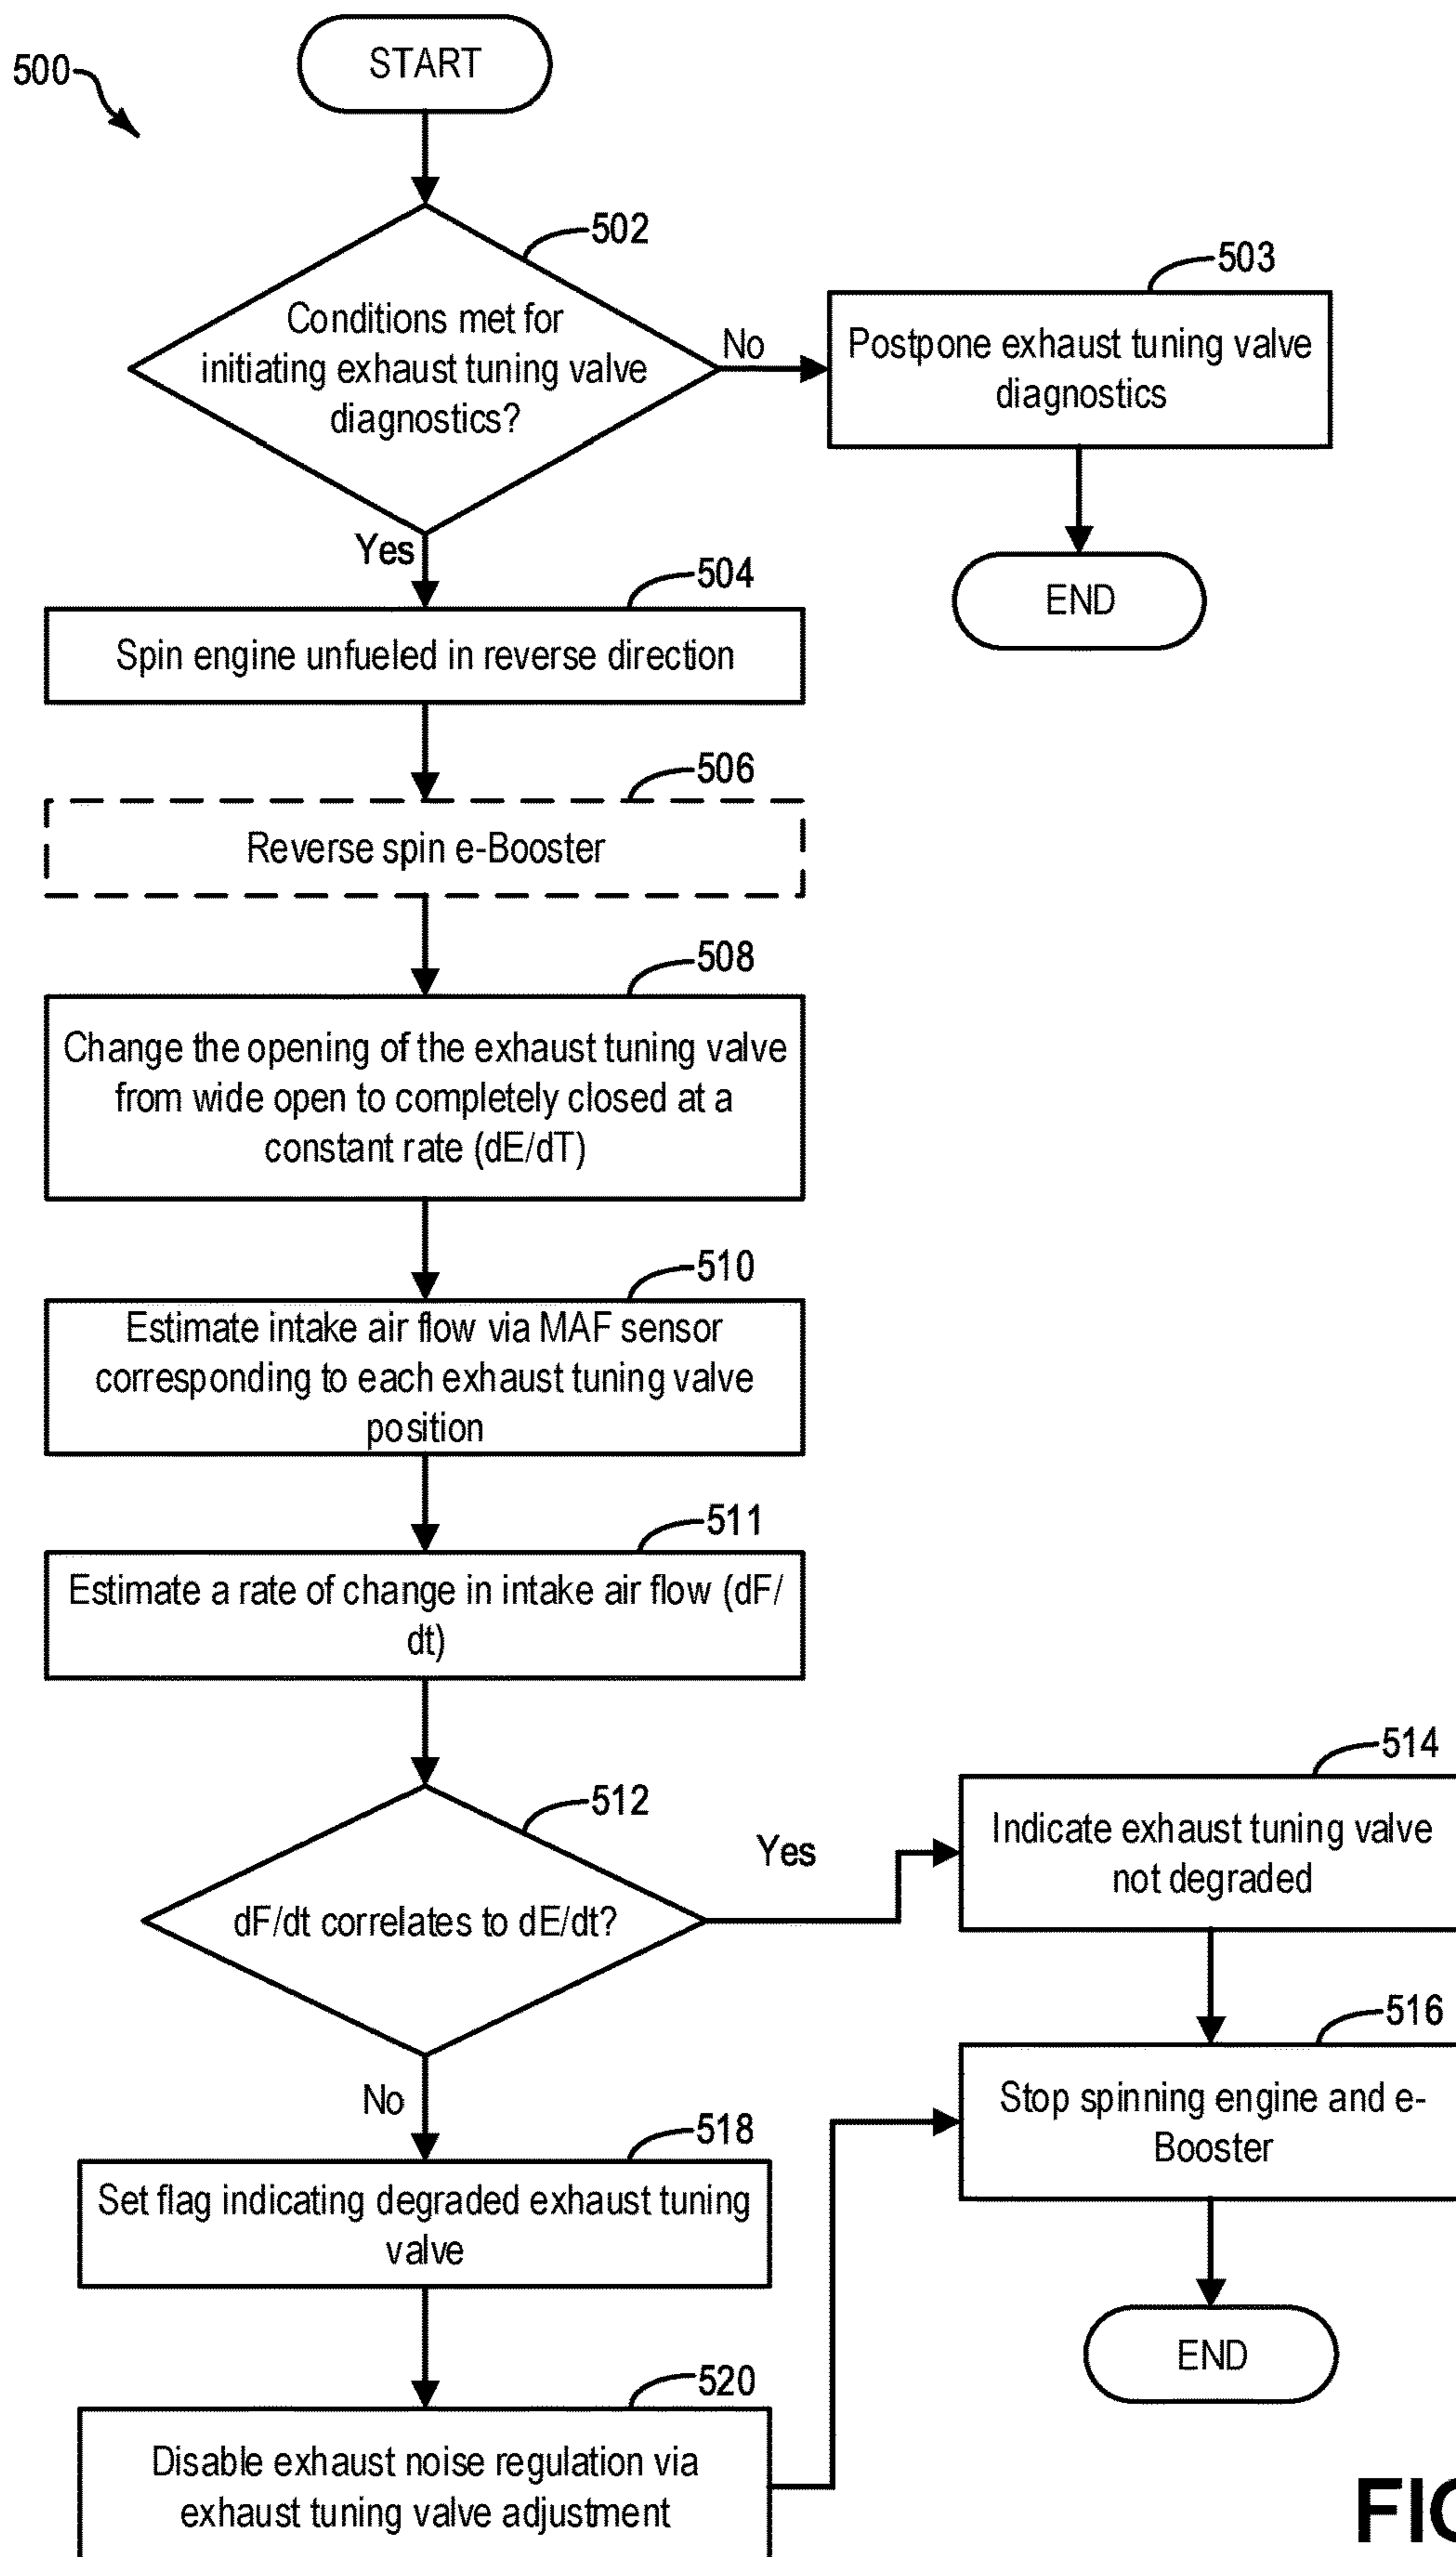 500
START
502
Conditions met for
initiating exhaust tuning valve
diagnostics?
No
503
Postpone exhaust tuning valve
diagnostics
END
Yes
504
Spin engine unfueled in reverse direction
506
Reverse spin e-Booster
508
Change the opening of the exhaust tuning valve
from wide open to completely closed at a
constant rate (dE/dT)
510
Estimate intake air flow via MAF sensor
corresponding to each exhaust tuning valve
position
511
Estimate a rate of change in intake air flow (dF/
dt)
512
dF/dt correlates to dE/dt?
Yes
514
Indicate exhaust tuning valve
not degraded
516
Stop spinning engine and e-
Booster
END
No
518
Set flag indicating degraded exhaust tuning
valve
520
Disable exhaust noise regulation via
exhaust tuning valve adjustment